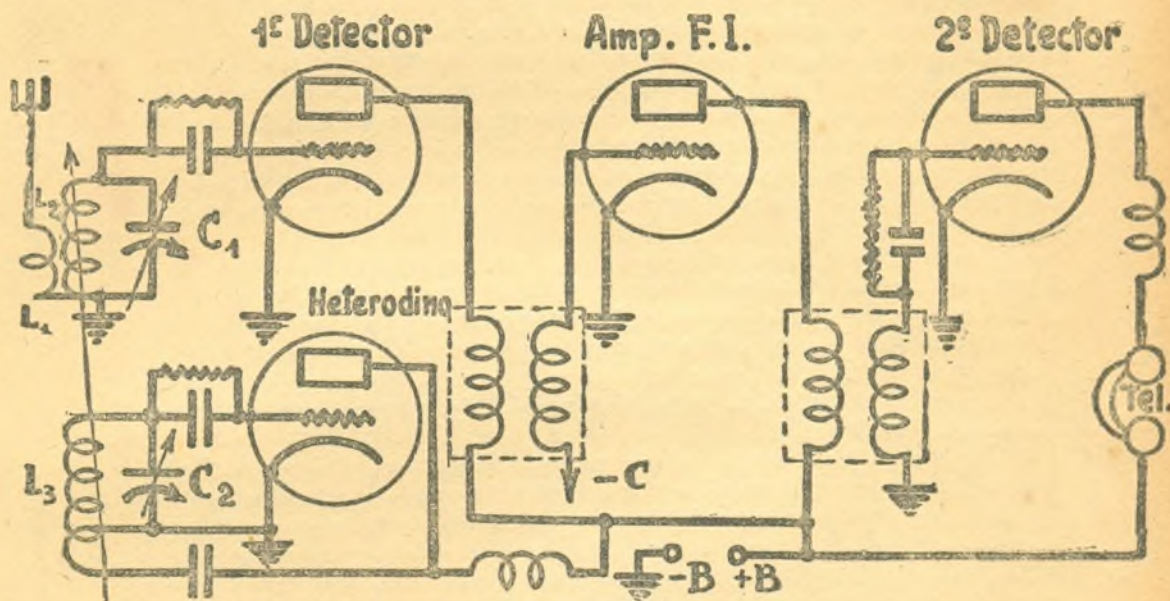 1º Detector
Amp. F.I.
2º Detector
L2
C1
L1
Heterodino
L3
C2
-C
-B +B
Tel.